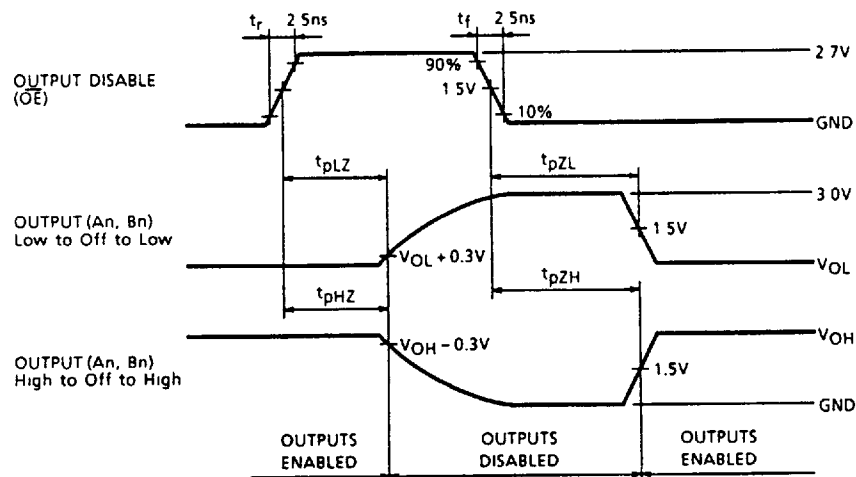 tr 2 5ns tf 2 5ns
2 7V
OUTPUT DISABLE
(OE)
90%
1 5V
10%
GND
tpLZ tpZL
3 0V
OUTPUT (An, Bn)
Low to Off to Low
1 5V
VOL + 0.3V
VOL
tpHZ tpZH
VOH
VOH - 0.3V
OUTPUT (An, Bn)
High to Off to High
1.5V
GND
OUTPUTS ENABLED
OUTPUTS DISABLED
OUTPUTS ENABLED